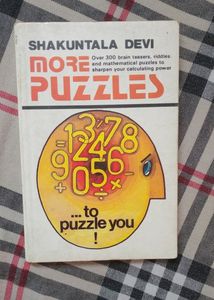 SHAKUNTALA DEVI
MORE
Over 300 brain teasers, riddles,
and mathematical puzzles to
sharpen your calculating power
PUZZLES
...to
puzzle you
!